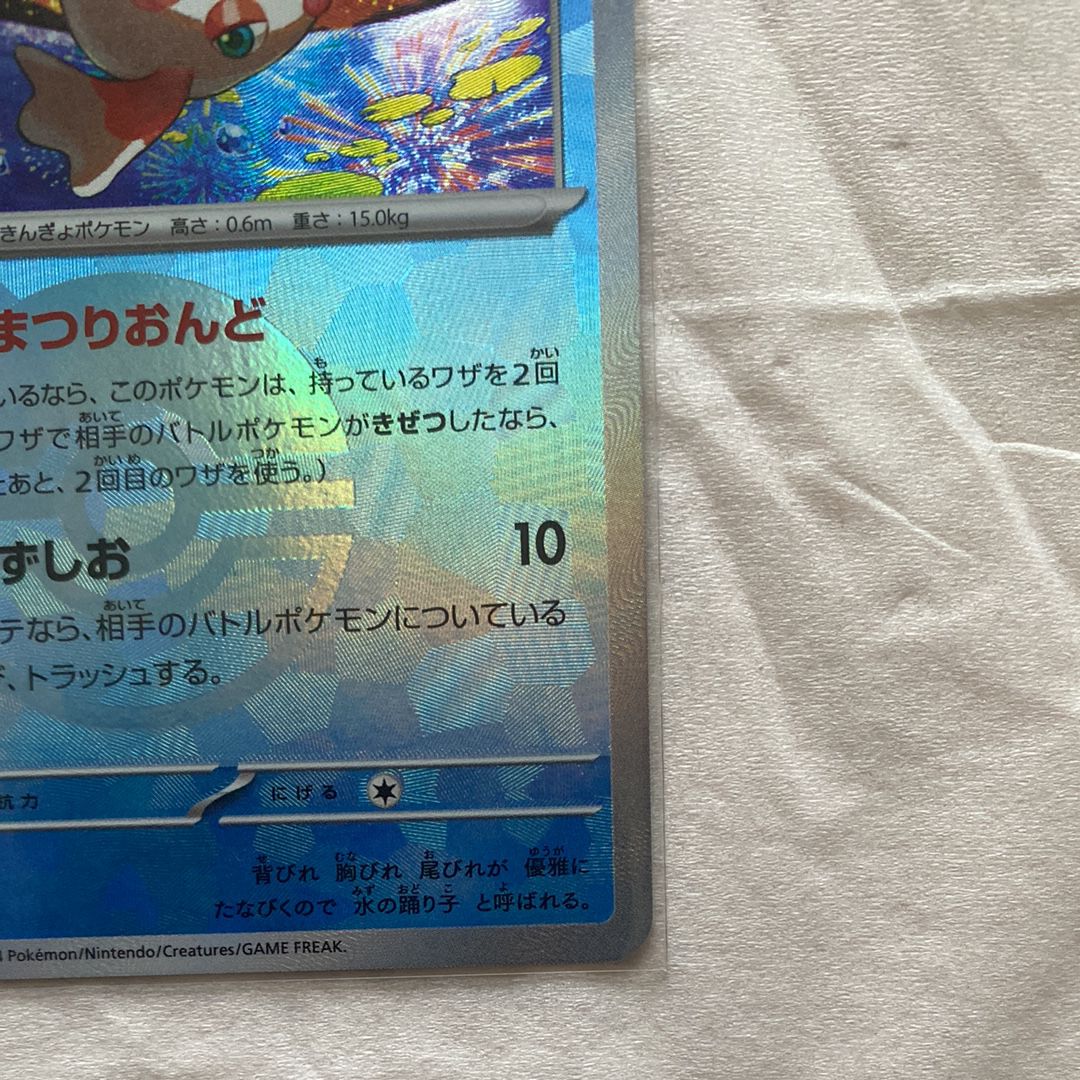 きんぎょポケモン 高さ:0.6m 重さ:15.0kg
まつりおんど
いるなら、このポケモンは、持っているワザを2回
ワザで相手のバトルポケモンがきぜつしたなら、
たあと、2回目のワザを使う。)
ずしお 10
テなら、相手のバトルポケモンについている
、トラッシュする。
抗力 にげる
背びれ 胸びれ 尾びれが 優雅に
たなびくので 水の踊り子 と呼ばれる。
4 Pokémon/Nintendo/Creatures/GAME FREAK.